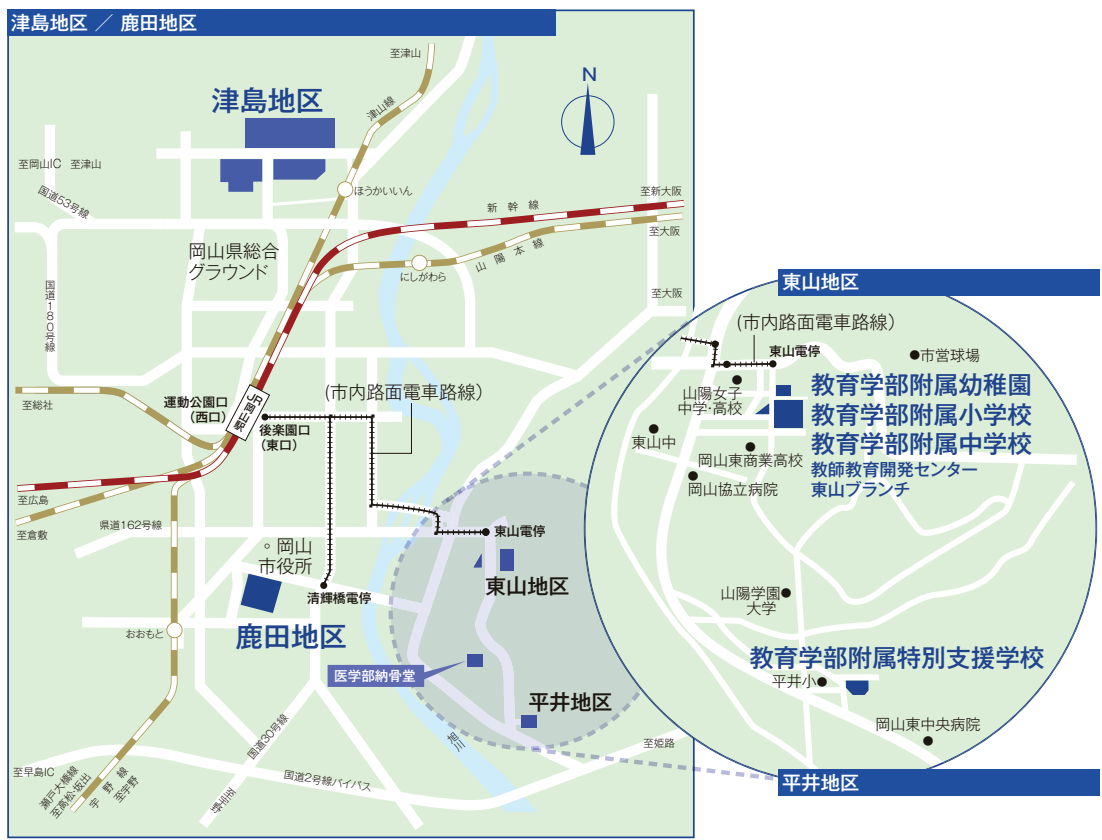 津島地区 ／ 鹿田地区
至津山
津山線
N
津島地区
至岡山IC 至津山
国道53号線
ほうかいいん
至新大阪
新幹線
至大阪
山陽本線
岡山県総合
グラウンド
にしがわら
国道180号線
至大阪
東山地区
(市内路面電車路線)
東山電停
市営球場
山陽女子
中学・高校
教育学部附属幼稚園
教育学部附属小学校
教育学部附属中学校
教師教育開発センター
東山ブランチ
東山中
岡山東商業高校
岡山協立病院
至総社
運動公園口
(西口)
JR岡山駅
(市内路面電車路線)
後楽園口
(東口)
至広島
至倉敷
県道162号線
岡山
市役所
東山電停
東山地区
清輝橋電停
鹿田地区
おおもと
医学部納骨堂
平井地区
山陽学園
大学
教育学部附属特別支援学校
平井小
岡山東中央病院
旭川
国道30号線
至姫路
至早島IC
瀬戸大橋線
至高松・坂出
宇野線
至宇野
至玉野
国道2号線バイパス
平井地区